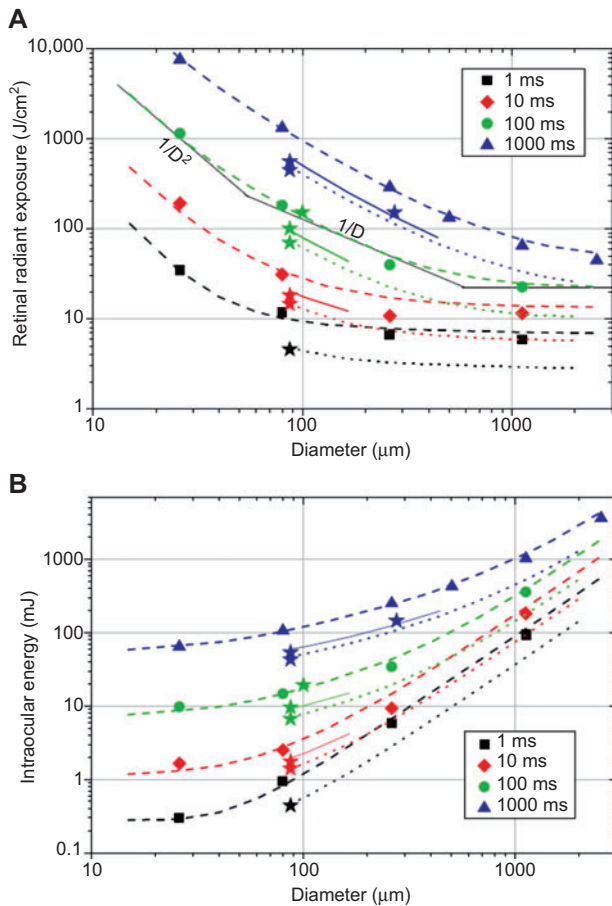 A
10,000
1000
100
10
1
Retinal radiant exposure (J/cm²)
1/D²
1/D
1 ms
10 ms
100 ms
1000 ms
10
100
1000
Diameter (μm)
B
1000
100
10
1
0.1
Intraocular energy (mJ)
1 ms
10 ms
100 ms
1000 ms
10
100
1000
Diameter (μm)